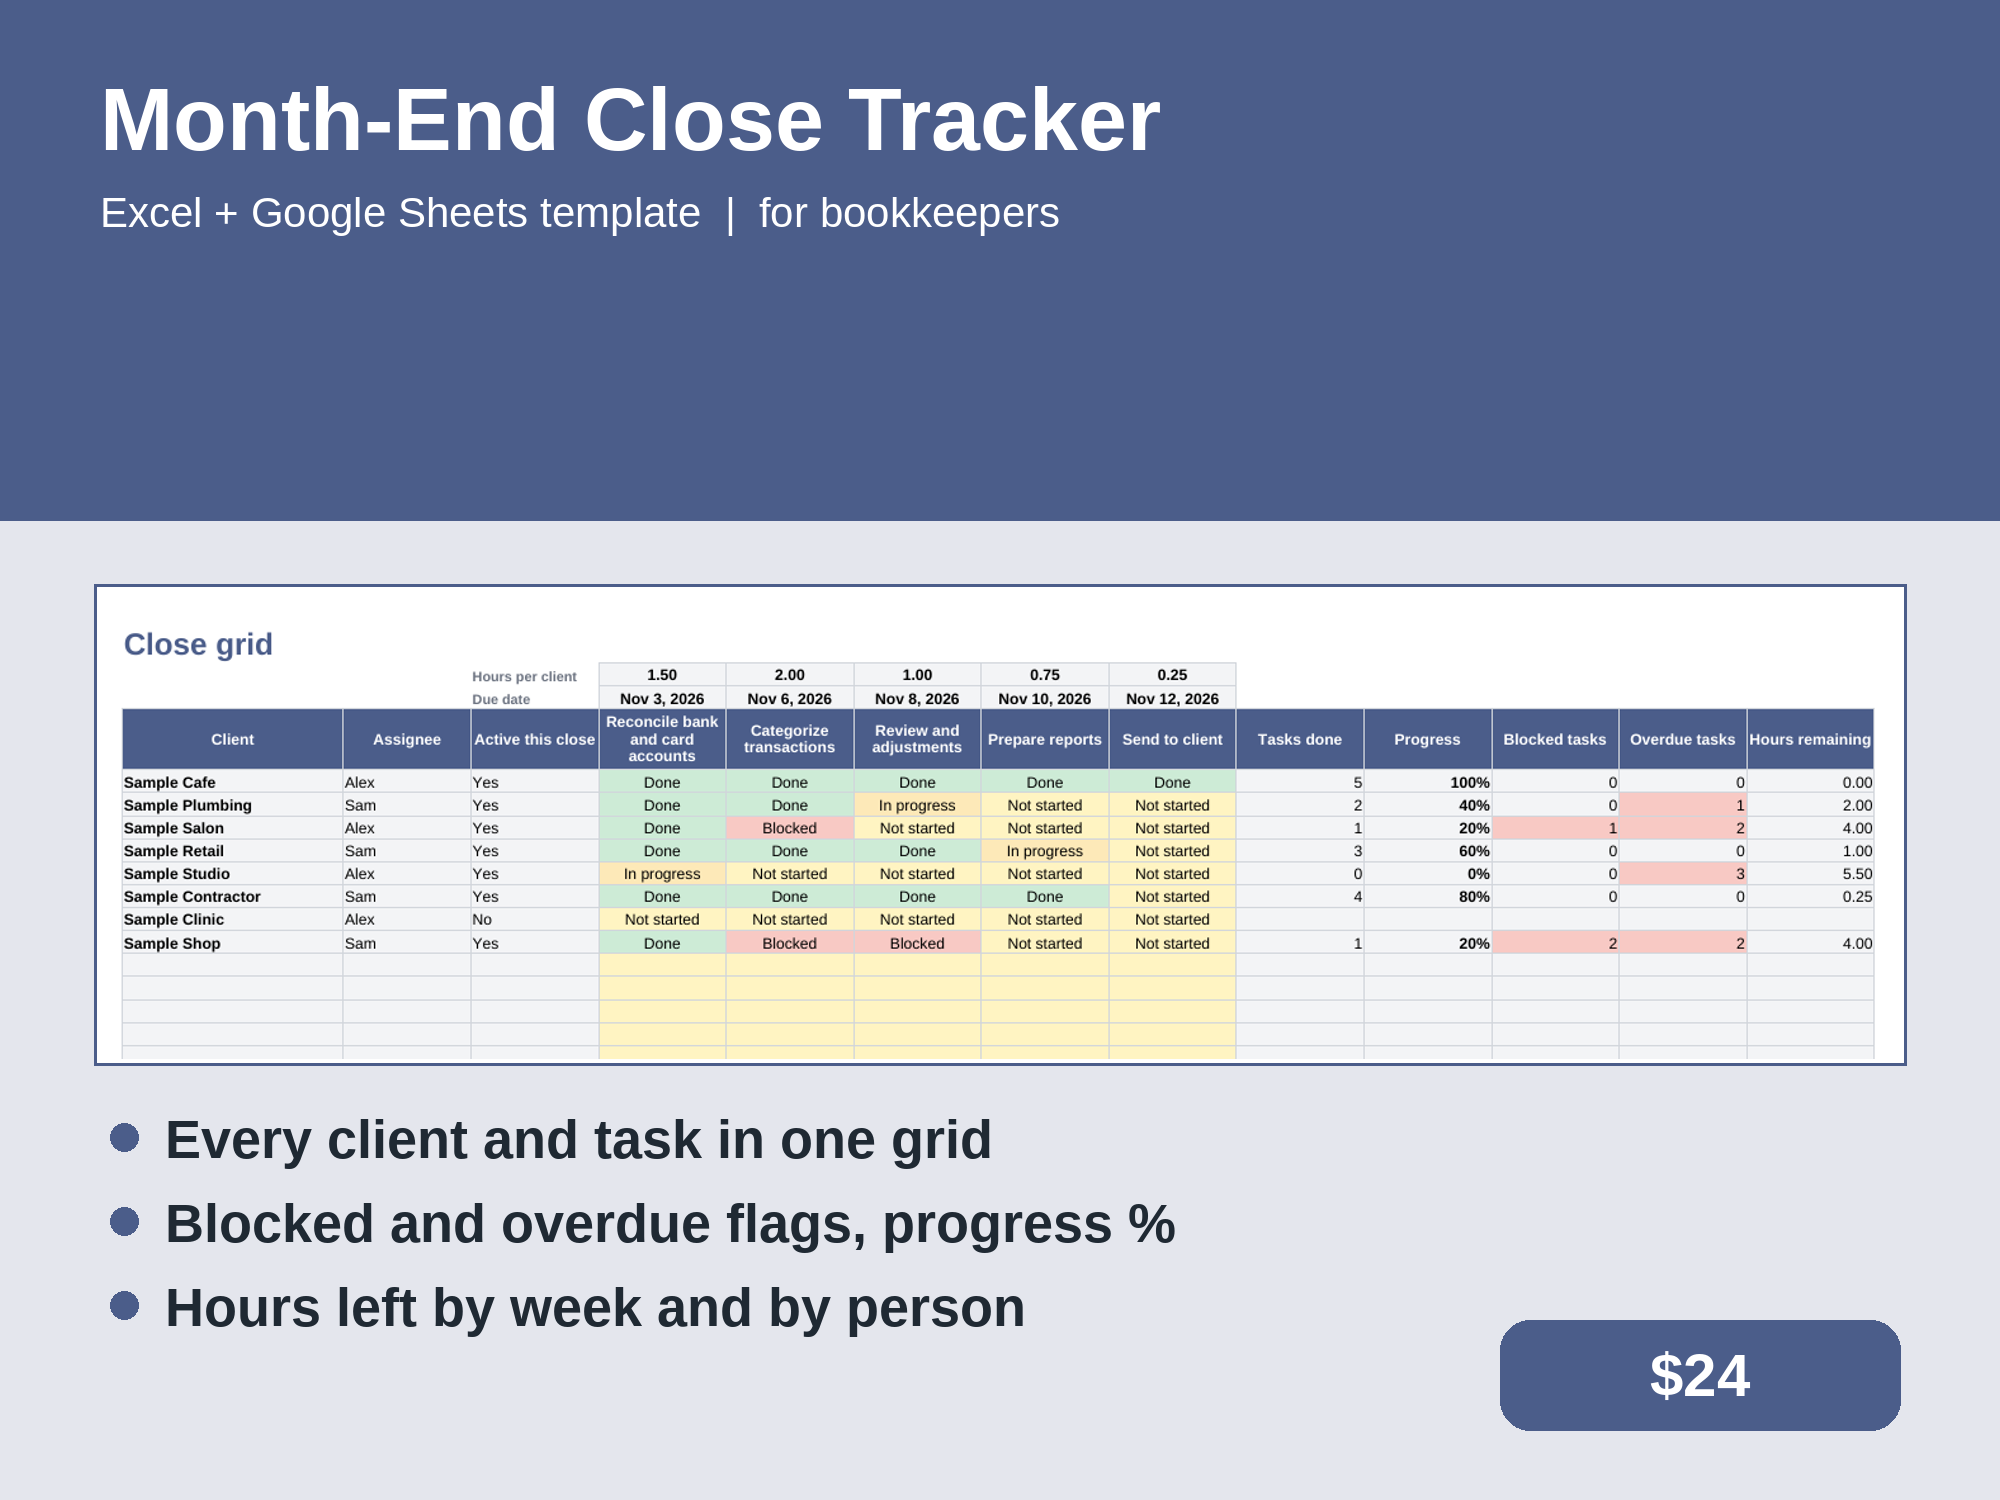 Month-End Close Tracker
Excel + Google Sheets template | for bookkeepers
Close grid
Hours per client 1.50 2.00 1.00 0.75 0.25
Due date Nov 3, 2026 Nov 6, 2026 Nov 8, 2026 Nov 10, 2026 Nov 12, 2026
Client Assignee Active this close Reconcile bank and card accounts Categorize transactions Review and adjustments Prepare reports Send to client Tasks done Progress Blocked tasks Overdue tasks Hours remaining
Sample Cafe Alex Yes Done Done Done Done Done 5 100% 0 0 0.00
Sample Plumbing Sam Yes Done Done In progress Not started Not started 2 40% 0 1 2.00
Sample Salon Alex Yes Done Blocked Not started Not started Not started 1 20% 1 2 4.00
Sample Retail Sam Yes Done Done Done In progress Not started 3 60% 0 0 1.00
Sample Studio Alex Yes In progress Not started Not started Not started Not started 0 0% 0 3 5.50
Sample Contractor Sam Yes Done Done Done Done Not started 4 80% 0 0 0.25
Sample Clinic Alex No Not started Not started Not started Not started Not started
Sample Shop Sam Yes Done Blocked Blocked Not started Not started 1 20% 2 2 4.00
Every client and task in one grid
Blocked and overdue flags, progress %
Hours left by week and by person
$24